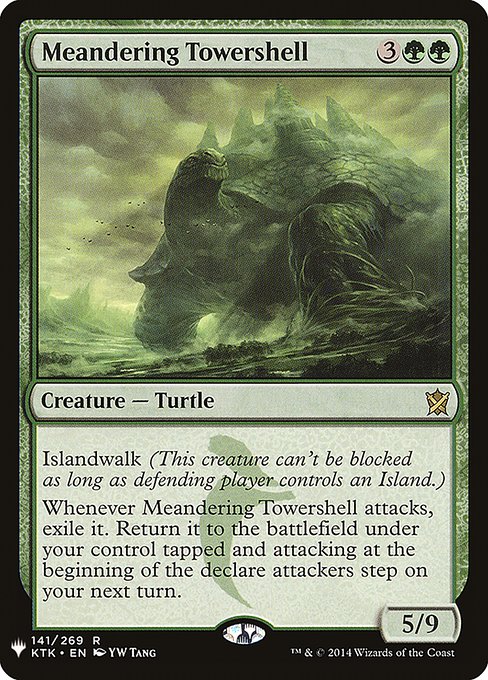 Meandering Towershell 3
Creature — Turtle
Islandwalk (This creature can't be blocked
as long as defending player controls an Island.)
Whenever Meandering Towershell attacks,
exile it. Return it to the battlefield under
your control tapped and attacking at the
beginning of the declare attackers step on
your next turn.
5/9
141/269 R
KTK • EN YW TANG
™ & © 2014 Wizards of the Coast